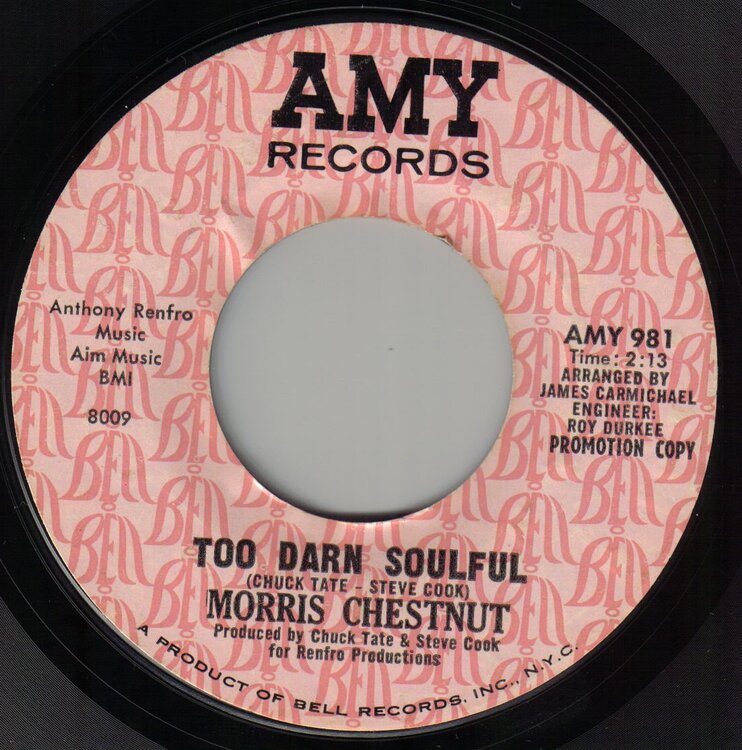 AMY
RECORDS
Anthony Renfro
Music
Aim Music
BMI
8009
AMY 981
Time: 2:13
ARRANGED BY
JAMES CARMICHAEL
ENGINEER:
ROY DURKEE
PROMOTION COPY
TOO DARN SOULFUL
(CHUCK TATE - STEVE COOK)
MORRIS CHESTNUT
Produced by Chuck Tate & Steve Cook
for Renfro Productions
A PRODUCT OF BELL RECORDS, INC., N.Y.C.
BELL